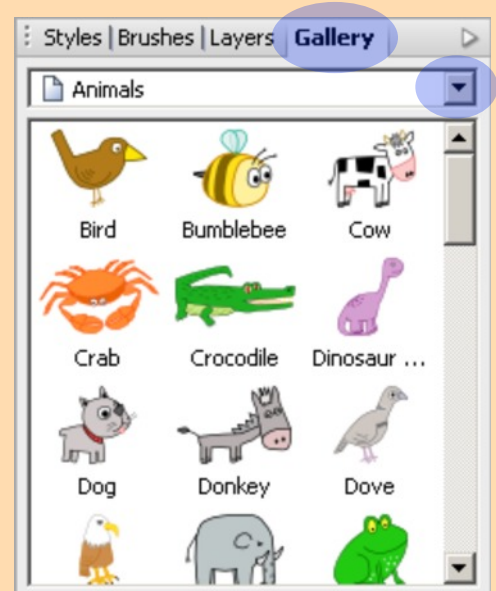 Styles | Brushes | Layers | Gallery
Animals
Bird Bumblebee Cow
Crab Crocodile Dinosaur ...
Dog Donkey Dove